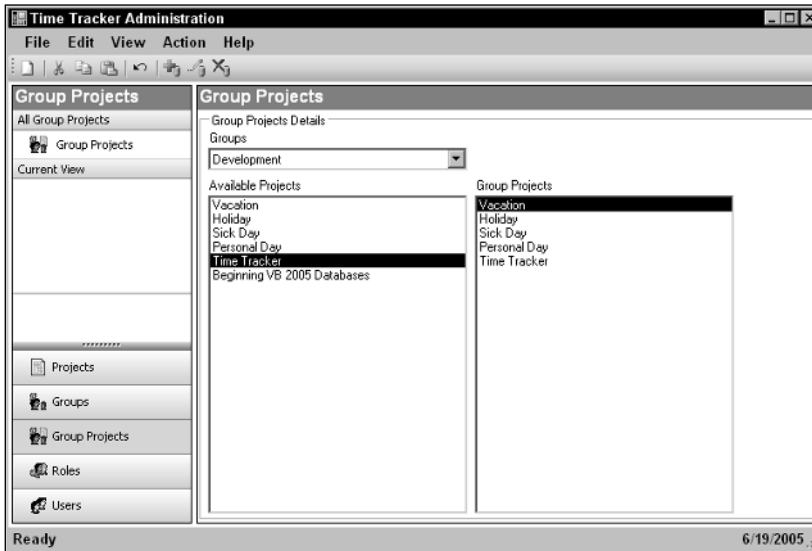 Time Tracker Administration
File Edit View Action Help
Group Projects
All Group Projects
Group Projects
Current View
Projects
Groups
Group Projects
Roles
Users
Group Projects
Group Projects Details
Groups
Development
Available Projects
Vacation
Holiday
Sick Day
Personal Day
Time Tracker
Beginning VB 2005 Databases
Group Projects
Vacation
Holiday
Sick Day
Personal Day
Time Tracker
Ready
6/19/2005